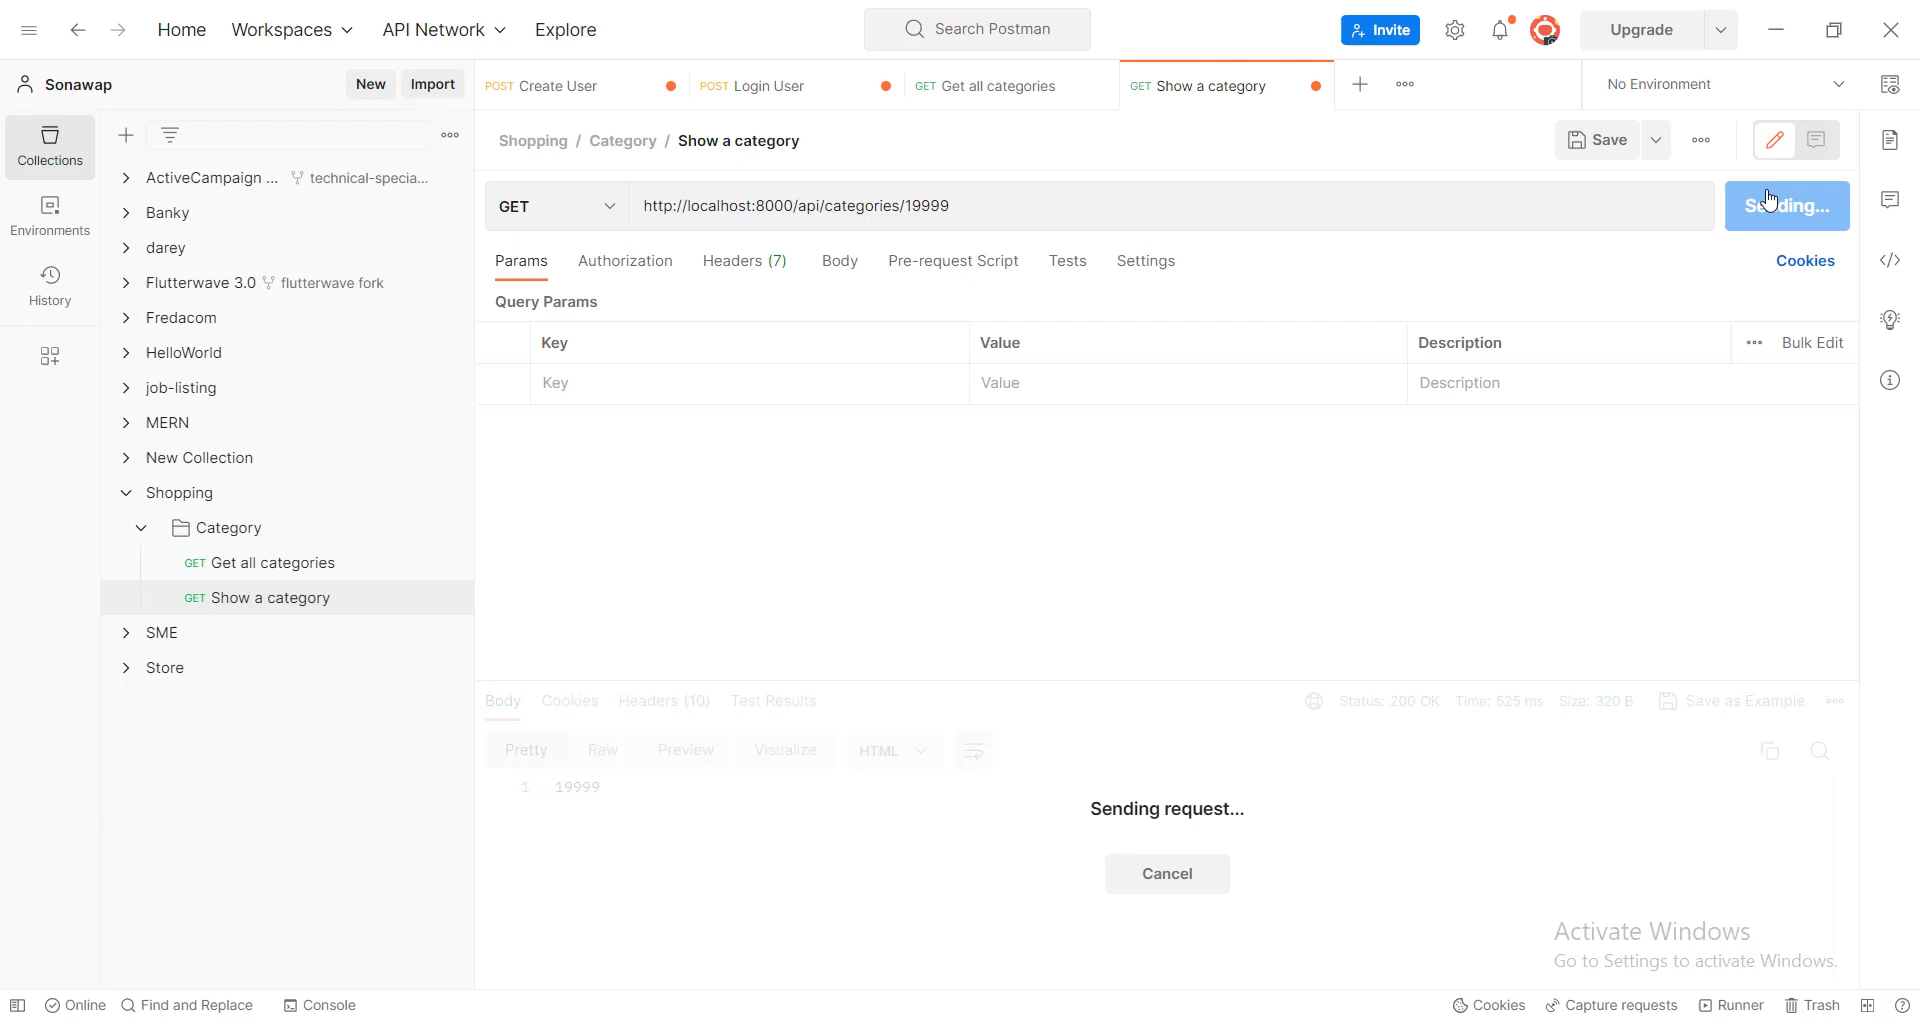 Home Workspaces API Network Explore Search Postman Invite Upgrade
Sonawap New Import POST Create User POST Login User GET Get all categories GET Show a category No Environment
Collections
Environments
History
ActiveCampaign ... technical-specia...
Banky
darey
Flutterwave 3.0 flutterwave fork
Fredacom
HelloWorld
job-listing
MERN
New Collection
Shopping
Category
GET Get all categories
GET Show a category
SME
Store
Shopping / Category / Show a category Save
GET http://localhost:8000/api/categories/19999 Sending...
Params Authorization Headers (7) Body Pre-request Script Tests Settings Cookies
Query Params
Key Value Description Bulk Edit
Key Value Description
Body Cookies Headers (10) Test Results Status: 200 OK Time: 525 ms Size: 320 B Save as Example
Pretty Raw Preview Visualize HTML
1 19999
Sending request...
Cancel
Activate Windows
Go to Settings to activate Windows.
Online Find and Replace Console Cookies Capture requests Runner Trash